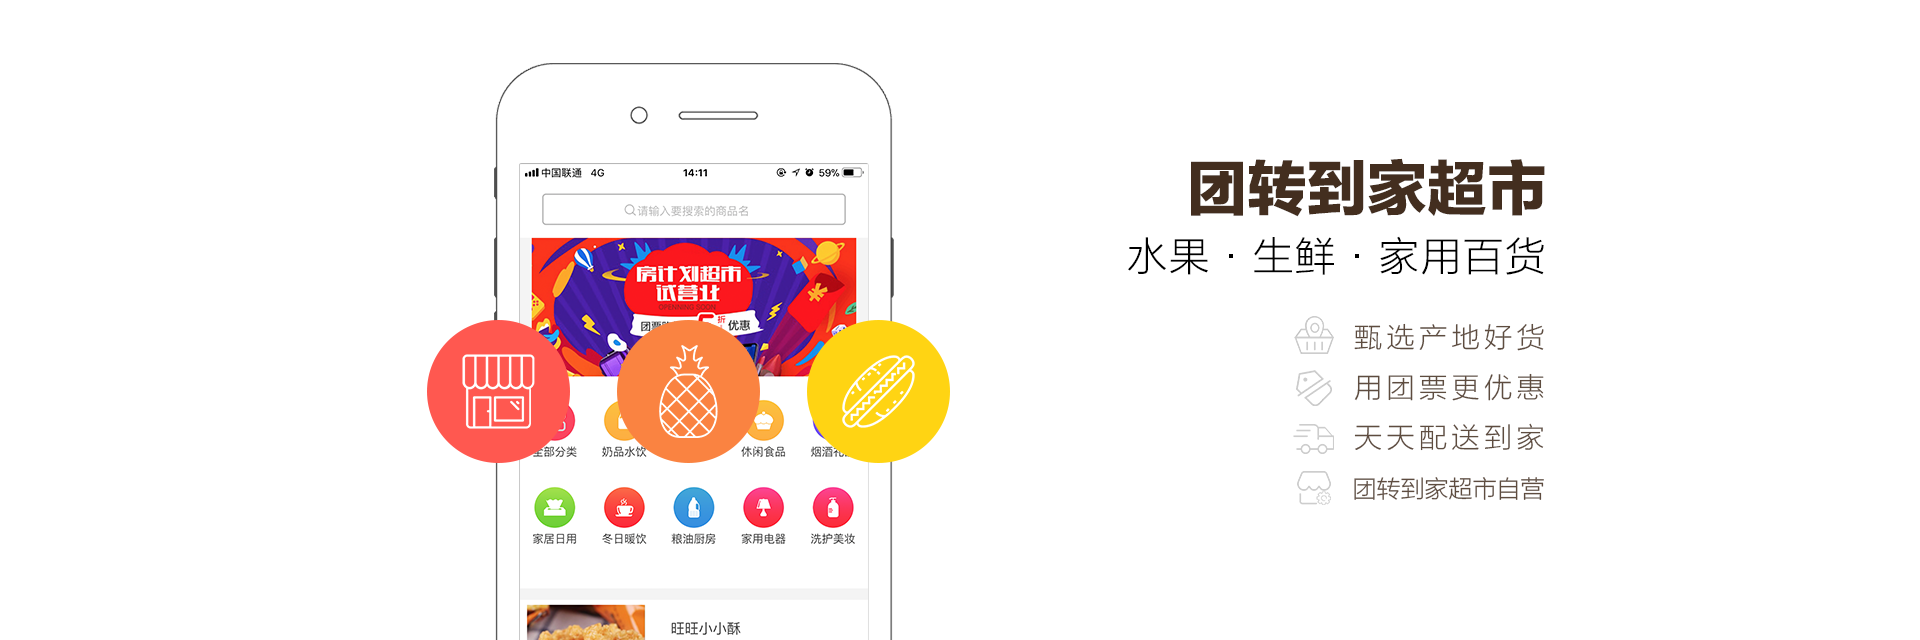 中国联通 4G 14:11 59%
请输入要搜索的商品名
房计划超市
试营业
OPENNING SOON
团票 5折 优惠
全部分类 奶品水饮 休闲食品 烟酒礼
家居日用 冬日暖饮 粮油厨房 家用电器 洗护美妆
旺旺小小酥
团转到家超市
水果·生鲜·家用百货
甄选产地好货
用团票更优惠
天天配送到家
团转到家超市自营